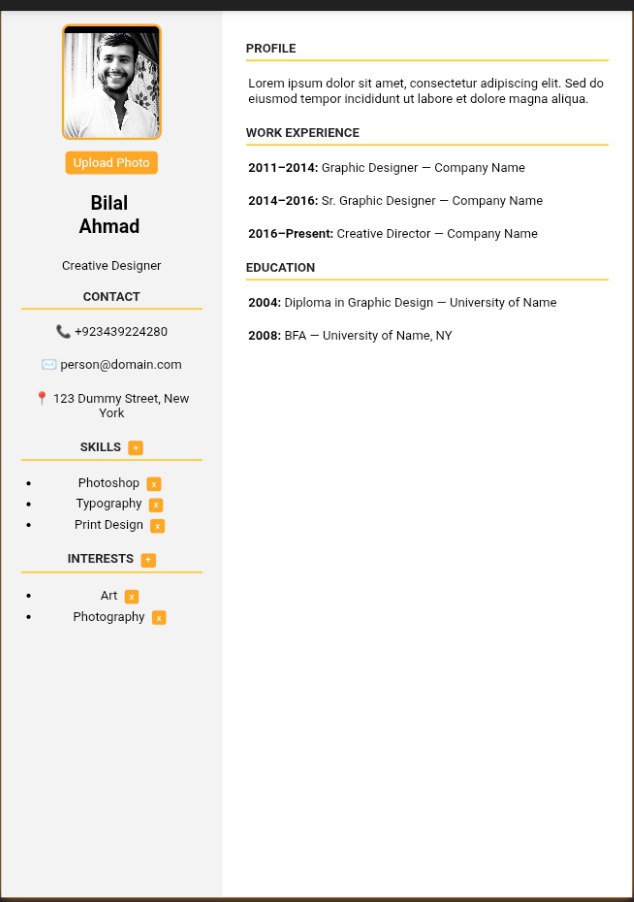 Upload Photo
Bilal
Ahmad
Creative Designer
CONTACT
📞 +923439224280
✉️ person@domain.com
📍 123 Dummy Street, New
York
SKILLS +
• Photoshop x
• Typography x
• Print Design x
INTERESTS +
• Art x
• Photography x
PROFILE
Lorem ipsum dolor sit amet, consectetur adipiscing elit. Sed do
eiusmod tempor incididunt ut labore et dolore magna aliqua.
WORK EXPERIENCE
2011–2014: Graphic Designer — Company Name
2014–2016: Sr. Graphic Designer — Company Name
2016–Present: Creative Director — Company Name
EDUCATION
2004: Diploma in Graphic Design — University of Name
2008: BFA — University of Name, NY